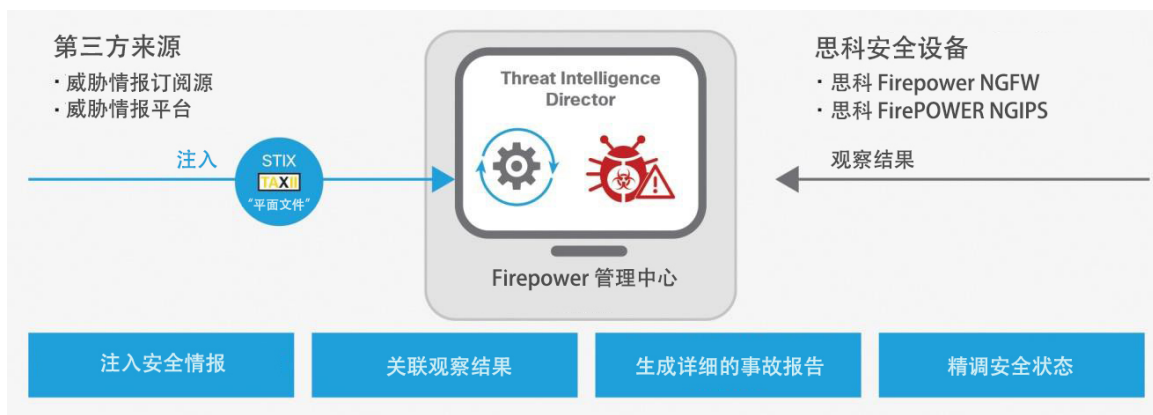 第三方来源
· 威胁情报订阅源
· 威胁情报平台
注入
STIX
TAXII
“平面文件”
Threat Intelligence
Director
Firepower 管理中心
思科安全设备
· 思科 Firepower NGFW
· 思科 FirePOWER NGIPS
观察结果
注入安全情报
关联观察结果
生成详细的事故报告
精调安全状态